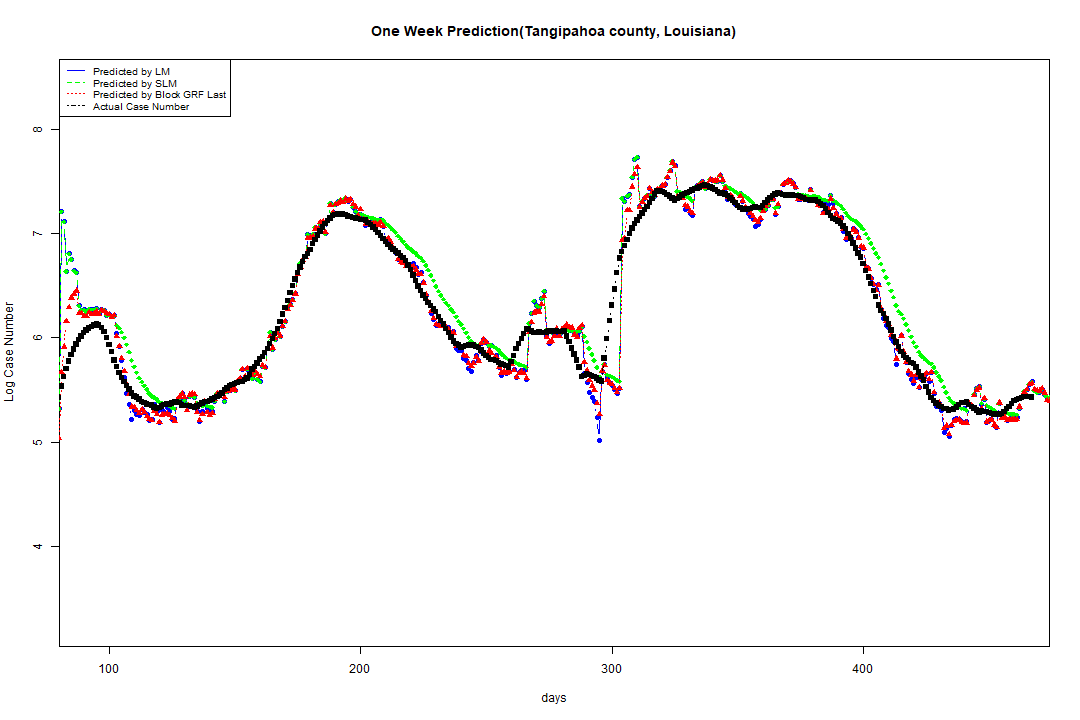 One Week Prediction(Tangipahoa county, Louisiana)
Predicted by LM
Predicted by SLM
Predicted by Block GRF Last
Actual Case Number
8
7
6
5
4
Log Case Number
100 200 300 400
days